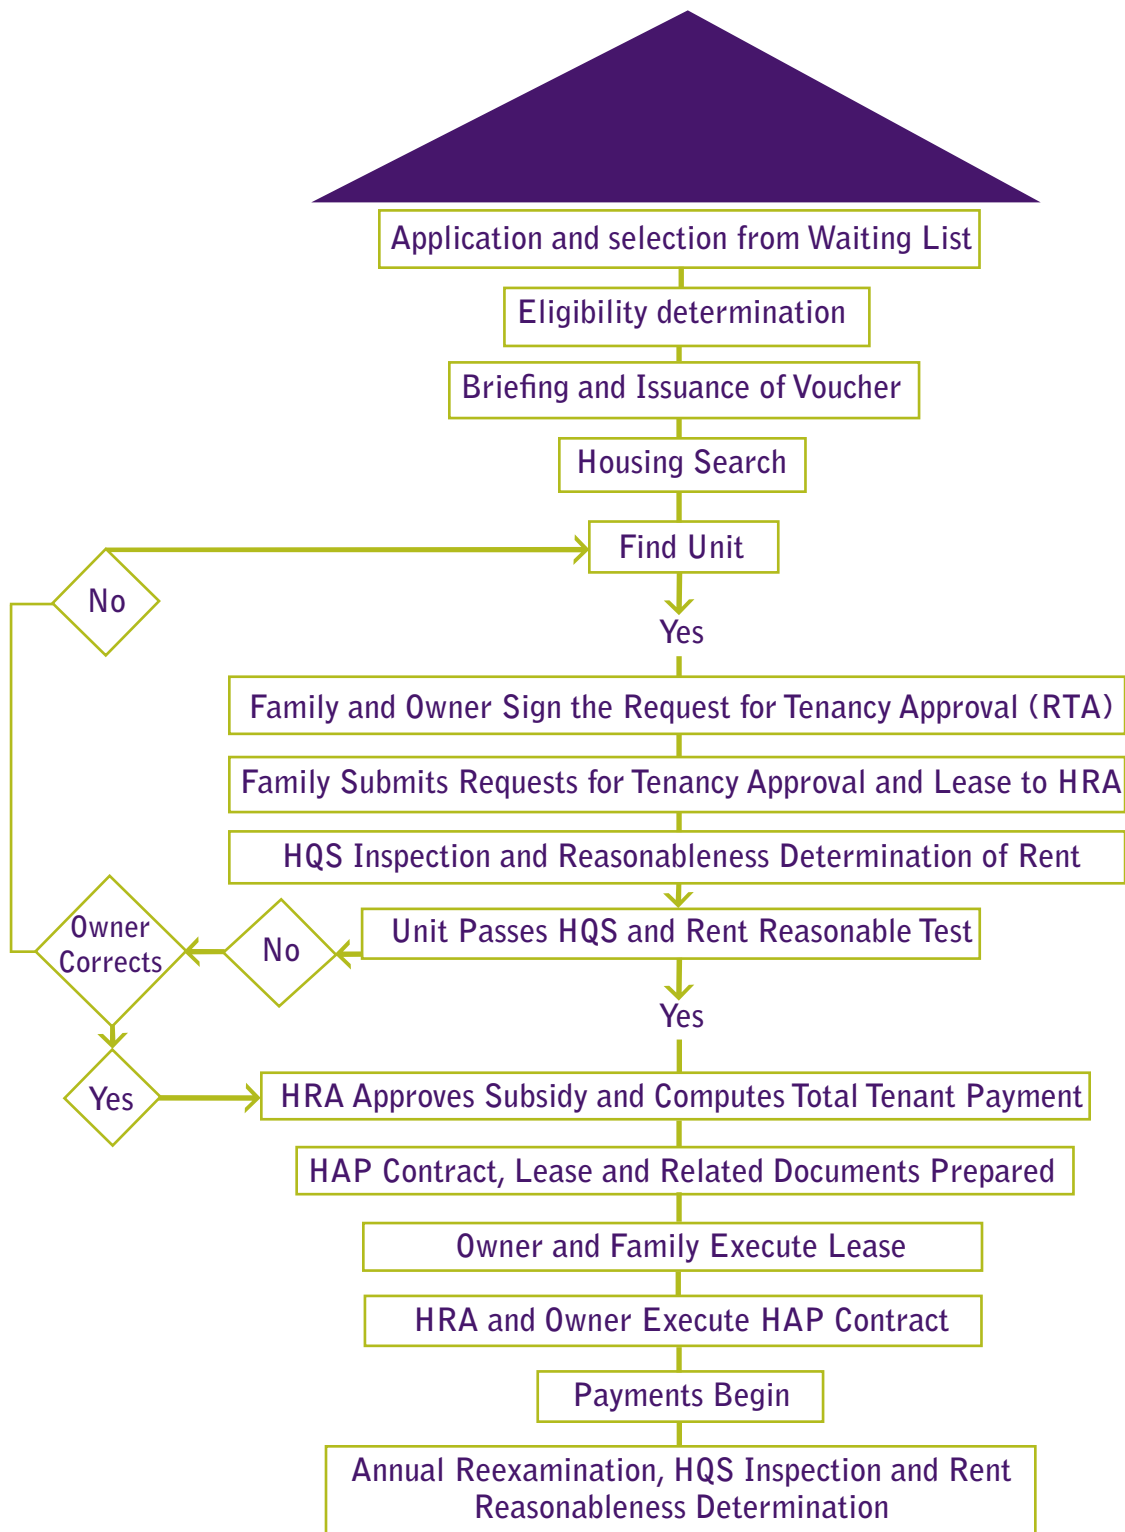 Application and selection from Waiting List
Eligibility determination
Briefing and Issuance of Voucher
Housing Search
Find Unit
No
Yes
Family and Owner Sign the Request for Tenancy Approval (RTA)
Family Submits Requests for Tenancy Approval and Lease to HRA
HQS Inspection and Reasonableness Determination of Rent
Unit Passes HQS and Rent Reasonable Test
No
Owner
Corrects
Yes
Yes
HRA Approves Subsidy and Computes Total Tenant Payment
HAP Contract, Lease and Related Documents Prepared
Owner and Family Execute Lease
HRA and Owner Execute HAP Contract
Payments Begin
Annual Reexamination, HQS Inspection and Rent
Reasonableness Determination